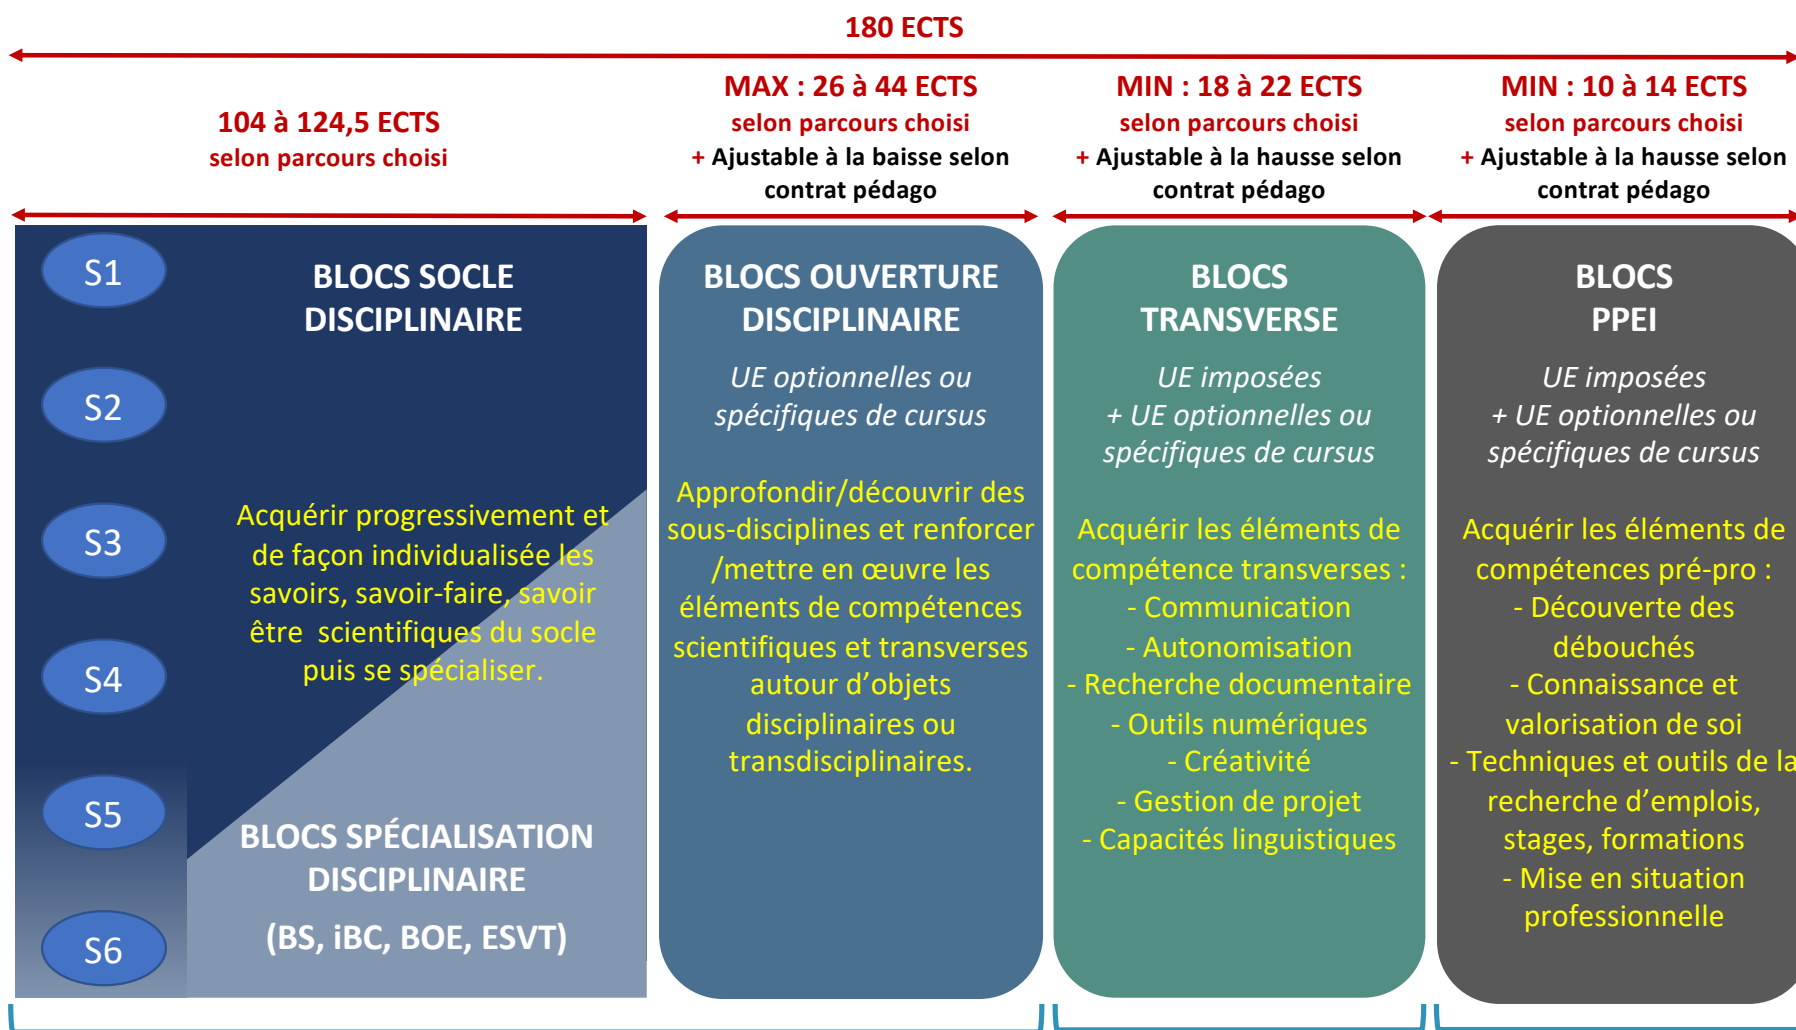 180 ECTS
104 à 124,5 ECTS
selon parcours choisi
MAX : 26 à 44 ECTS
selon parcours choisi
+ Ajustable à la baisse selon
contrat pédago
MIN : 18 à 22 ECTS
selon parcours choisi
+ Ajustable à la hausse selon
contrat pédago
MIN : 10 à 14 ECTS
selon parcours choisi
+ Ajustable à la hausse selon
contrat pédago
S1
S2
S3
S4
S5
S6
BLOCS SOCLE
DISCIPLINAIRE
Acquérir progressivement et
de façon individualisée les
savoirs, savoir-faire, savoir
être scientifiques du socle
puis se spécialiser.
BLOCS SPÉCIALISATION
DISCIPLINAIRE
(BS, iBC, BOE, ESVT)
BLOCS OUVERTURE
DISCIPLINAIRE
UE optionnelles ou
spécifiques de cursus
Approfondir/découvrir des
sous-disciplines et renforcer
/mettre en œuvre les
éléments de compétences
scientifiques et transverses
autour d’objets
disciplinaires ou
transdisciplinaires.
BLOCS
TRANSVERSE
UE imposées
+ UE optionnelles ou
spécifiques de cursus
Acquérir les éléments de
compétence transverses :
- Communication
- Autonomisation
- Recherche documentaire
- Outils numériques
- Créativité
- Gestion de projet
- Capacités linguistiques
BLOCS
PPEI
UE imposées
+ UE optionnelles ou
spécifiques de cursus
Acquérir les éléments de
compétences pré-pro :
- Découverte des
débouchés
- Connaissance et
valorisation de soi
- Techniques et outils de la
recherche d’emplois,
stages, formations
- Mise en situation
professionnelle